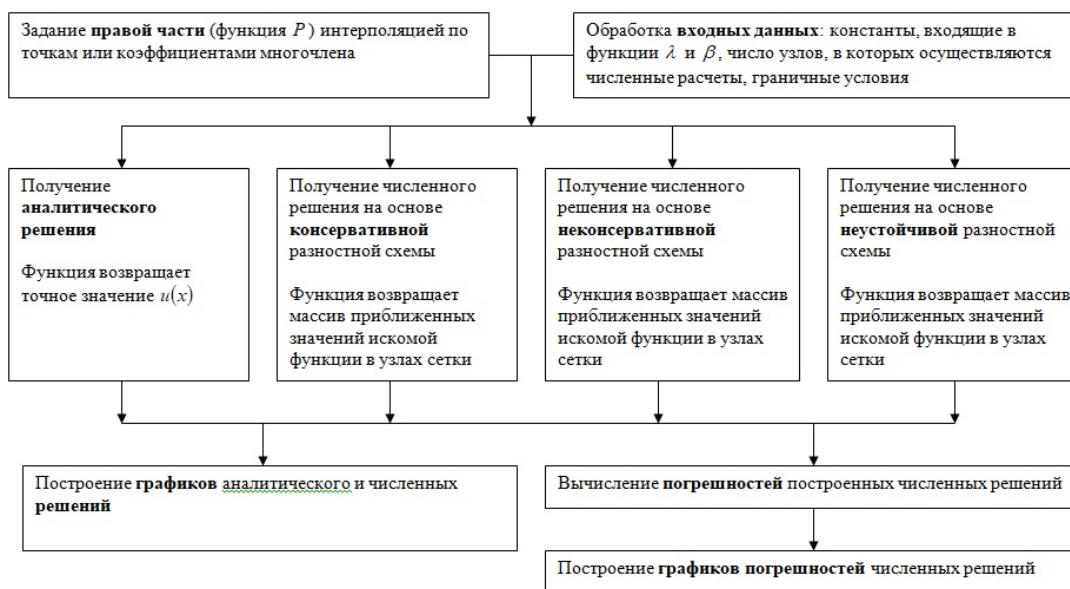 Задание правой части (функция P) интерполяцией по
точкам или коэффициентами многочлена
Обработка входных данных: константы, входящие в
функции λ и β, число узлов, в которых осуществляются
численные расчеты, граничные условия
Получение
аналитического
решения
Функция возвращает
точное значение u(x)
Получение численного
решения на основе
консервативной
разностной схемы
Функция возвращает
массив приближенных
значений искомой
функции в узлах сетки
Получение численного
решения на основе
неконсервативной
разностной схемы
Функция возвращает массив
приближенных значений
искомой функции в узлах
сетки
Получение численного
решения на основе
неустойчивой разностной
схемы
Функция возвращает массив
приближенных значений
искомой функции в узлах
сетки
Построение графиков аналитического и численных
решений
Вычисление погрешностей построенных численных решений
Построение графиков погрешностей численных решений